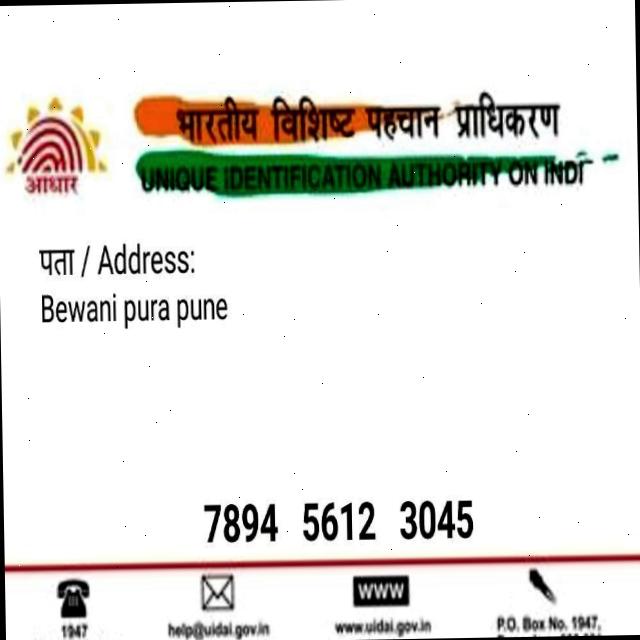 भारतीय विशिष्ट पहचान प्राधिकरण
UNIQUE IDENTIFICATION AUTHORITY ON INDI
आधार
पता / Address:
Bewani pura pune
7894 5612 3045
1947
help@uidai.gov.in
WWW
www.uidai.gov.in
P.O. Box No. 1947,